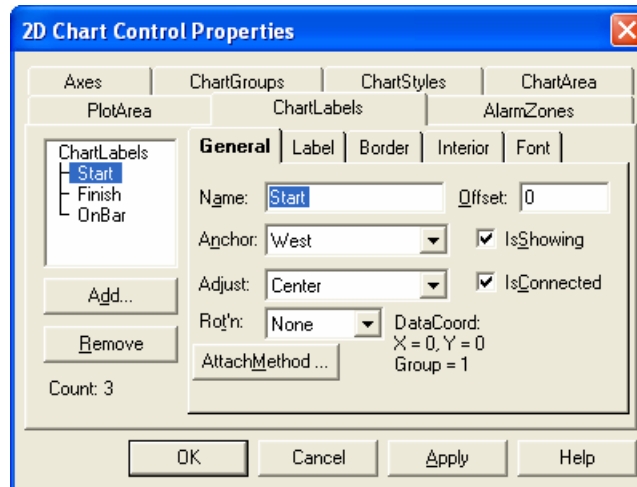 2D Chart Control Properties
Axes ChartGroups ChartStyles ChartArea
PlotArea ChartLabels AlarmZones
ChartLabels
Start
Finish
OnBar
Add...
Remove
Count: 3
General Label Border Interior Font
Name: Start Offset: 0
Anchor: West IsShowing
Adjust: Center IsConnected
Rot'n: None DataCoord:
X = 0, Y = 0
AttachMethod ... Group = 1
OK Cancel Apply Help